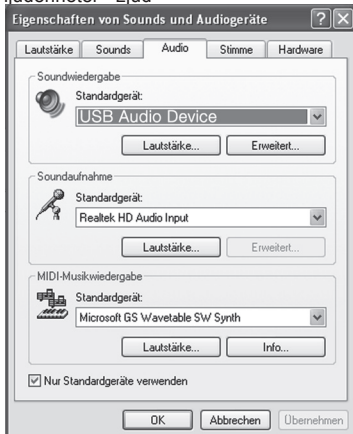 Eigenschaften von Sounds und Audiogeräte
Lautstärke Sounds Audio Stimme Hardware
Soundwiedergabe
Standardgerät:
USB Audio Device
Lautstärke... Erweitert...
Soundaufnahme
Standardgerät:
Realtek HD Audio Input
Lautstärke... Erweitert...
MIDI-Musikwiedergabe
Standardgerät:
Microsoft GS Wavetable SW Synth
Lautstärke... Info...
Nur Standardgeräte verwenden
OK Abbrechen Übernehmen